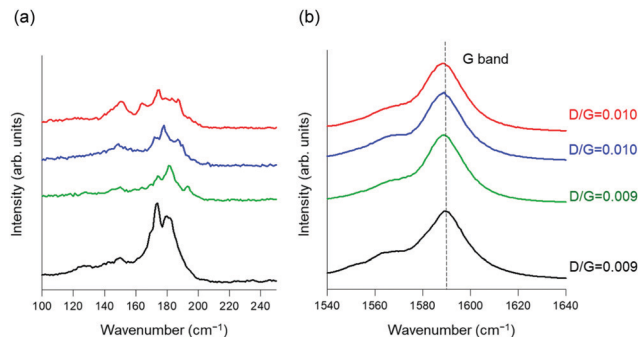 (a)
(b)
Intensity (arb. units)
100 120 140 160 180 200 220 240
Wavenumber (cm⁻¹)
Intensity (arb. units)
G band
D/G=0.010
D/G=0.010
D/G=0.009
D/G=0.009
1540 1560 1580 1600 1620 1640
Wavenumber (cm⁻¹)